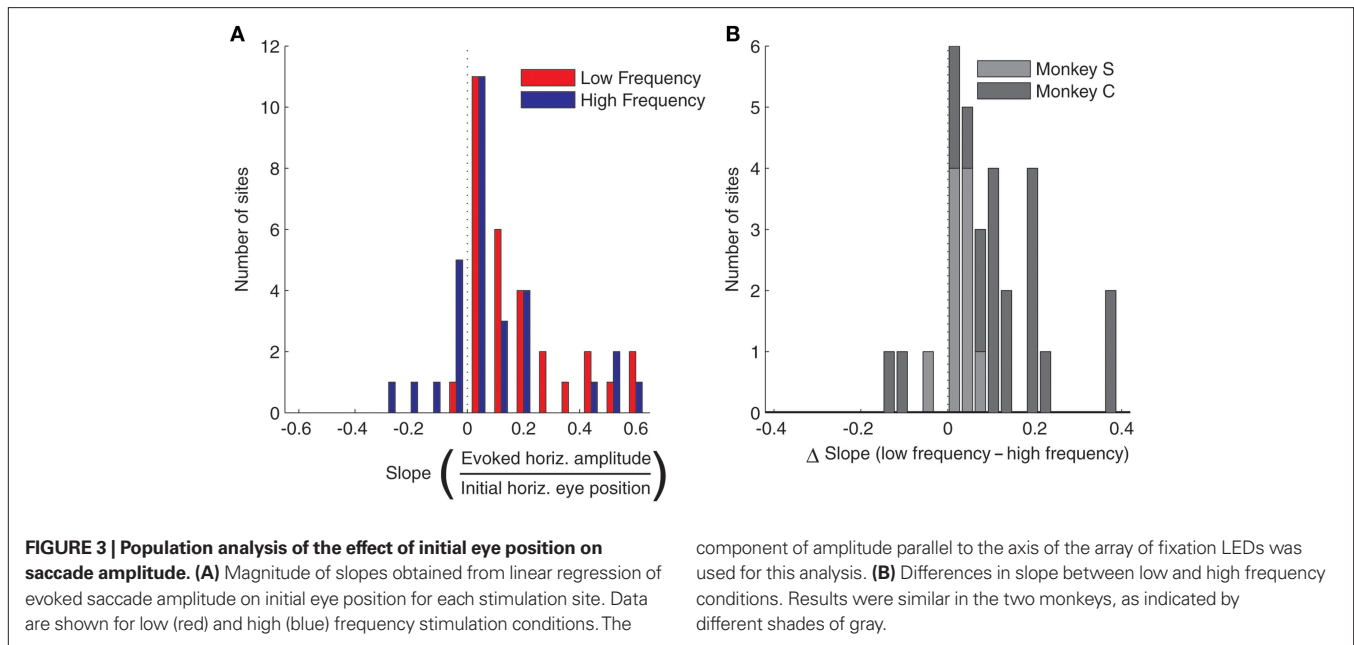 A
12
10
8
6
4
2
0
Number of sites
Low Frequency
High Frequency
-0.6 -0.4 -0.2 0 0.2 0.4 0.6
Slope ( Evoked horiz. amplitude
Initial horiz. eye position )
B
6
5
4
3
2
1
0
Number of sites
Monkey S
Monkey C
-0.4 -0.2 0 0.2 0.4
Δ Slope (low frequency – high frequency)
FIGURE 3 | Population analysis of the effect of initial eye position on
saccade amplitude. (A) Magnitude of slopes obtained from linear regression of
evoked saccade amplitude on initial eye position for each stimulation site. Data
are shown for low (red) and high (blue) frequency stimulation conditions. The
component of amplitude parallel to the axis of the array of fixation LEDs was
used for this analysis. (B) Differences in slope between low and high frequency
conditions. Results were similar in the two monkeys, as indicated by
different shades of gray.